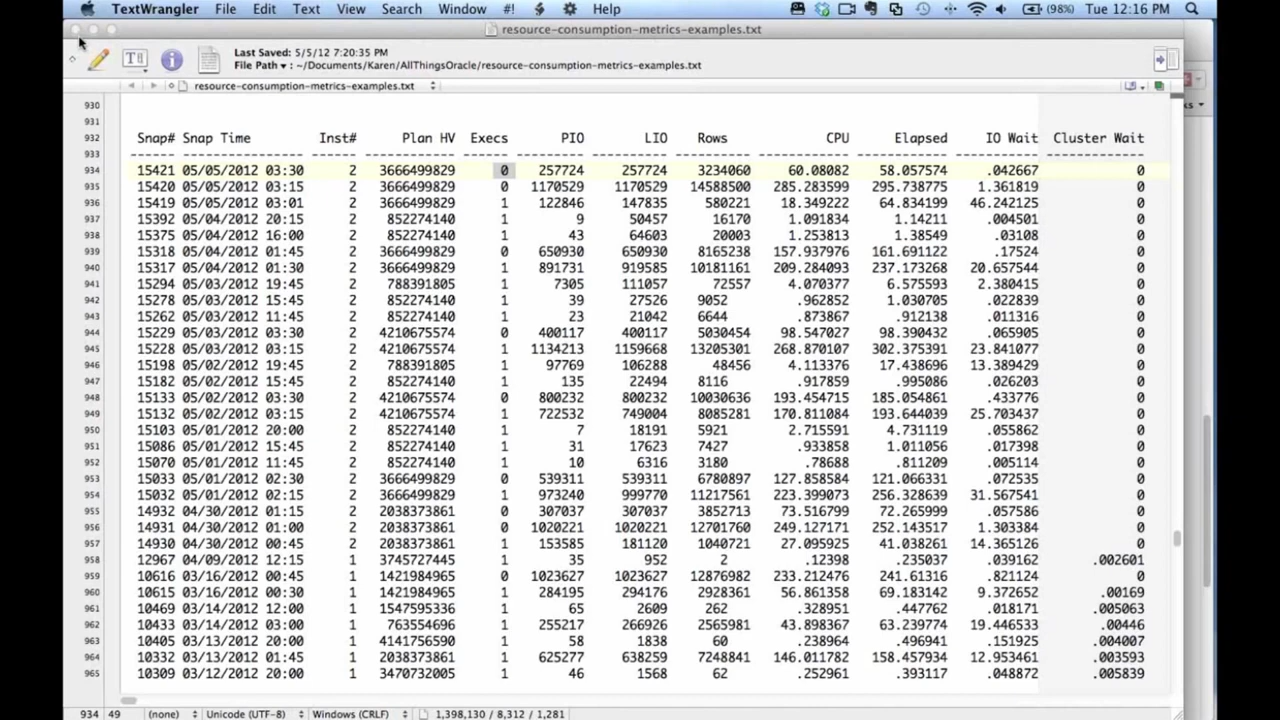 TextWrangler File Edit Text View Search Window #! Help (98%) Tue 12:16 PM
resource-consumption-metrics-examples.txt
Last Saved: 5/5/12 7:20:35 PM
File Path ▾ : ~/Documents/Karen/AllThingsOracle/resource-consumption-metrics-examples.txt
resource-consumption-metrics-examples.txt
930
931
932 Snap# Snap Time Inst# Plan HV Execs PIO LIO Rows CPU Elapsed IO Wait Cluster Wait
933 ------ --------------- ------ ------------ ------ ---------- ---------- ---------- ------------ ------------ ---------- -------------
934 15421 05/05/2012 03:30 2 3666499829 0 257724 257724 3234060 60.08082 58.057574 .042667 0
935 15420 05/05/2012 03:15 2 3666499829 0 1170529 1170529 14588500 285.283599 295.738775 1.361819 0
936 15419 05/05/2012 03:01 2 3666499829 1 122846 147835 580221 18.349222 64.834199 46.242125 0
937 15392 05/04/2012 20:15 2 852274140 1 9 50457 16170 1.091834 1.14211 .004501 0
938 15375 05/04/2012 16:00 2 852274140 1 43 64603 20003 1.253813 1.38549 .03108 0
939 15318 05/04/2012 01:45 2 3666499829 0 650930 650930 8165238 157.937976 161.691122 .17524 0
940 15317 05/04/2012 01:30 2 3666499829 1 891731 919585 10181161 209.284093 237.173268 20.657544 0
941 15294 05/03/2012 19:45 2 788391805 1 7305 111057 72557 4.070377 6.575593 2.380415 0
942 15278 05/03/2012 15:45 2 852274140 1 39 27526 9052 .962852 1.030705 .022839 0
943 15262 05/03/2012 11:45 2 852274140 1 23 21042 6644 .873867 .912138 .011316 0
944 15229 05/03/2012 03:30 2 4210675574 0 400117 400117 5030454 98.547027 98.390432 .065905 0
945 15228 05/03/2012 03:15 2 4210675574 1 1134213 1159668 13205301 268.870107 302.375391 23.841077 0
946 15198 05/02/2012 19:45 2 788391805 1 97769 106288 48456 4.113376 17.438696 13.389429 0
947 15182 05/02/2012 15:45 2 852274140 1 135 22494 8116 .917859 .995086 .026203 0
948 15133 05/02/2012 03:30 2 4210675574 0 800232 800232 10030636 193.454715 185.054861 .433776 0
949 15132 05/02/2012 03:15 2 4210675574 1 722532 749004 8085281 170.811084 193.644039 25.703437 0
950 15103 05/01/2012 20:00 2 852274140 1 7 18191 5921 2.715591 4.731119 .055862 0
951 15086 05/01/2012 15:45 2 852274140 1 31 17623 7427 .933858 1.011056 .017398 0
952 15070 05/01/2012 11:45 2 852274140 1 10 6316 3180 .78688 .811209 .005114 0
953 15033 05/01/2012 02:30 2 3666499829 0 539311 539311 6780897 127.858584 121.066331 .072535 0
954 15032 05/01/2012 02:15 2 3666499829 1 973240 999770 11217561 223.399073 256.328639 31.567541 0
955 14932 04/30/2012 01:15 2 2038373861 0 307037 307037 3852713 73.516799 72.265999 .057586 0
956 14931 04/30/2012 01:00 2 2038373861 0 1020221 1020221 12701760 249.127171 252.143517 1.303384 0
957 14930 04/30/2012 00:45 2 2038373861 1 153585 181120 1040721 27.095925 41.038261 14.365126 0
958 12967 04/09/2012 12:15 1 3745727445 1 35 952 2 .12398 .235037 .039162 .002601
959 10616 03/16/2012 00:45 1 1421984965 0 1023627 1023627 12876982 233.212476 241.61316 .821124 0
960 10615 03/16/2012 00:30 1 1421984965 1 284195 294176 2928361 56.861358 69.183142 9.372652 .00169
961 10469 03/14/2012 12:00 1 1547595336 1 65 2609 262 .328951 .447762 .018171 .005063
962 10433 03/14/2012 03:00 1 763554696 1 255217 266926 2565981 43.898367 63.239774 19.446533 .00446
963 10405 03/13/2012 20:00 1 4141756590 1 58 1838 60 .238964 .496941 .151925 .004007
964 10332 03/13/2012 01:45 1 2038373861 1 625277 638259 7248841 146.011782 158.457934 12.953461 .003593
965 10309 03/12/2012 20:00 1 3470732005 1 46 1568 62 .252961 .393117 .048872 .005839
934 49 (none) Unicode (UTF-8) Windows (CRLF) 1,398,130 / 8,312 / 1,281